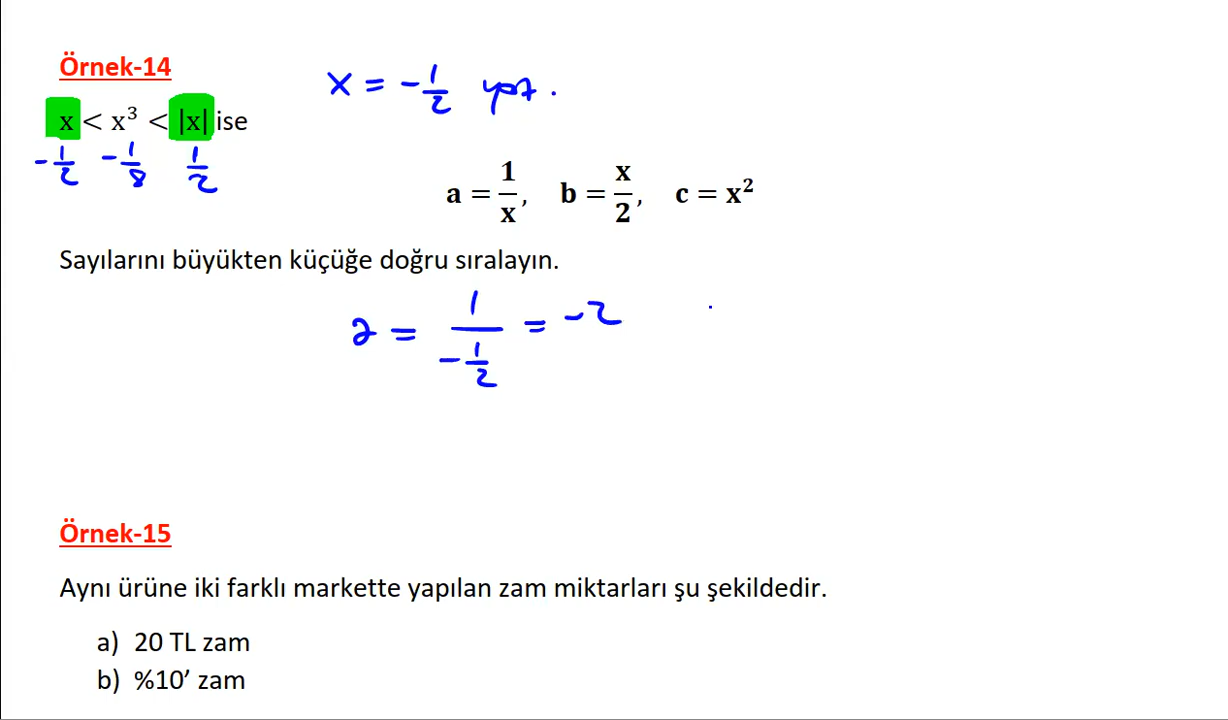 Örnek-14
x = -1/2 yaz.
x < x³ < |x| ise
-1/2 -1/8 1/2
a = 1/x, b = x/2, c = x²
Sayılarını büyükten küçüğe doğru sıralayın.
a = 1/(-1/2) = -2
Örnek-15
Aynı ürüne iki farklı markette yapılan zam miktarları şu şekildedir.
a) 20 TL zam
b) %10’ zam